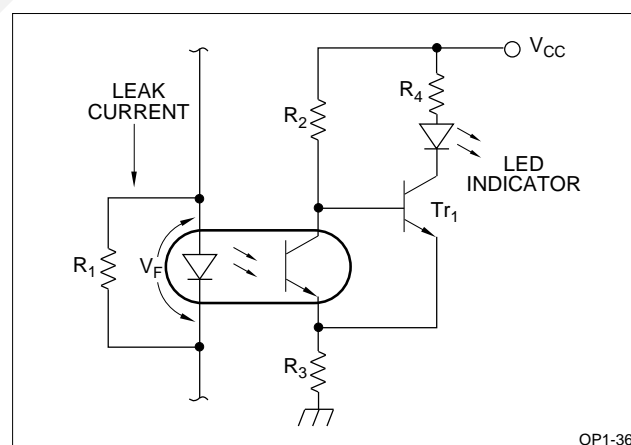 V_CC
LEAK
CURRENT
R_4
R_2
LED
INDICATOR
Tr_1
R_1
V_F
R_3
OP1-36